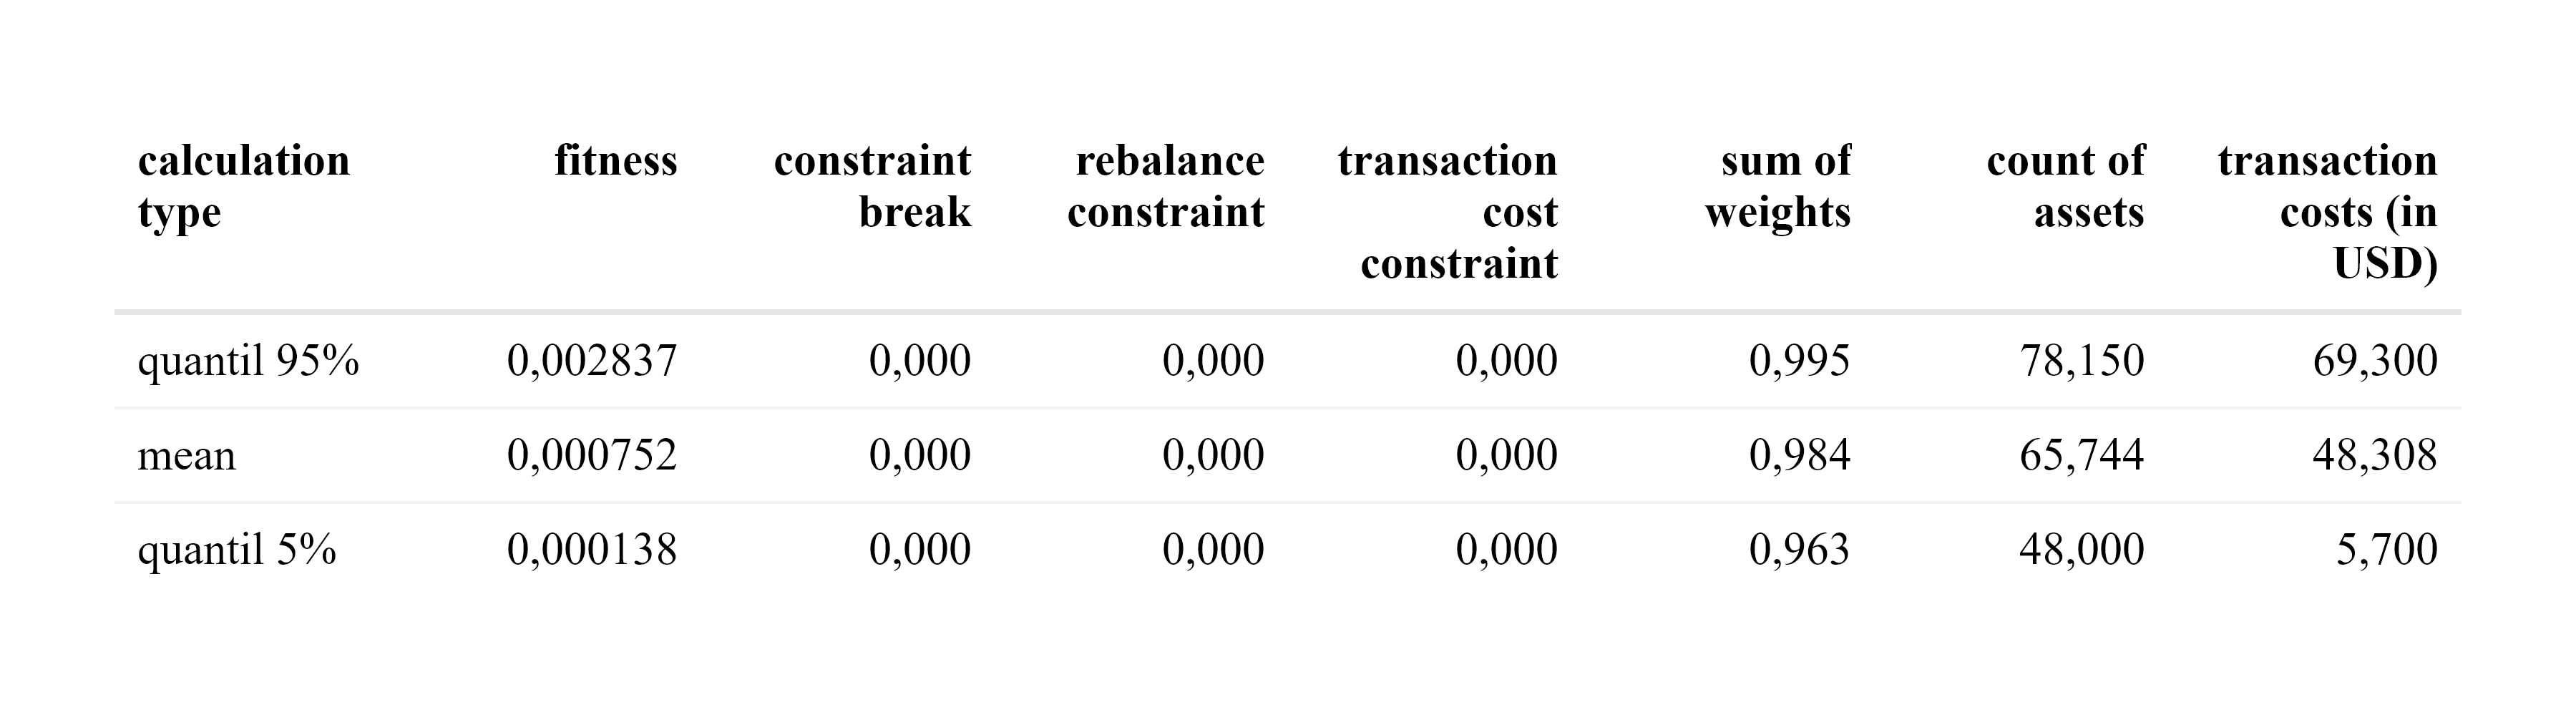 calculation type fitness constraint break rebalance constraint transaction cost constraint sum of weights count of assets transaction costs (in USD)
quantil 95% 0,002837 0,000 0,000 0,000 0,995 78,150 69,300
mean 0,000752 0,000 0,000 0,000 0,984 65,744 48,308
quantil 5% 0,000138 0,000 0,000 0,000 0,963 48,000 5,700